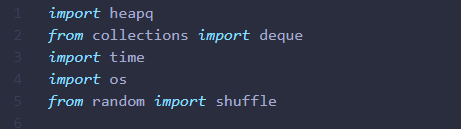 1 import heapq
2 from collections import deque
3 import time
4 import os
5 from random import shuffle
6